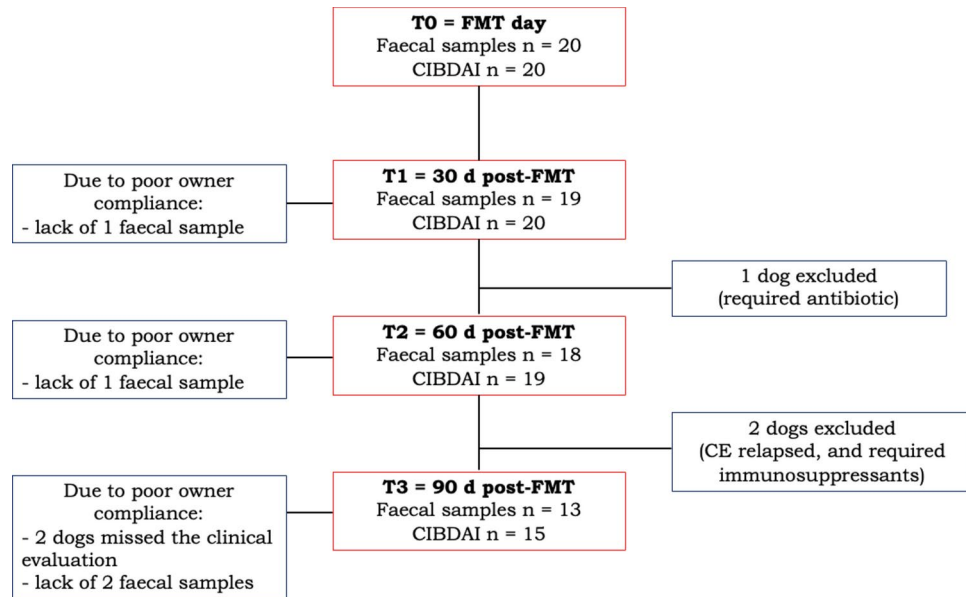 T0 = FMT day
Faecal samples n = 20
CIBDAI n = 20
Due to poor owner
compliance:
- lack of 1 faecal sample
T1 = 30 d post-FMT
Faecal samples n = 19
CIBDAI n = 20
1 dog excluded
(required antibiotic)
Due to poor owner
compliance:
- lack of 1 faecal sample
T2 = 60 d post-FMT
Faecal samples n = 18
CIBDAI n = 19
2 dogs excluded
(CE relapsed, and required
immunosuppressants)
Due to poor owner
compliance:
- 2 dogs missed the clinical
evaluation
- lack of 2 faecal samples
T3 = 90 d post-FMT
Faecal samples n = 13
CIBDAI n = 15